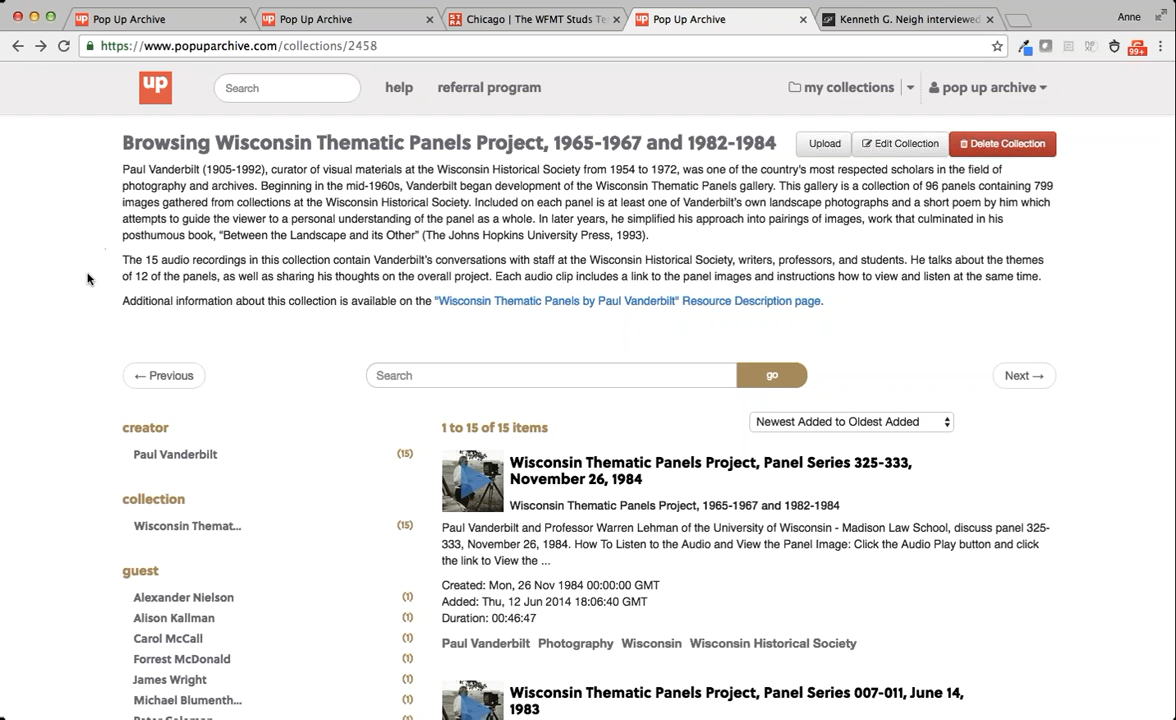 Pop Up Archive
Pop Up Archive
Chicago | The WFMT Studs Te
Pop Up Archive
Kenneth G. Neigh interviewed
Anne
https://www.popuparchive.com/collections/2458
99+
up
Search
help
referral program
my collections
pop up archive
Browsing Wisconsin Thematic Panels Project, 1965-1967 and 1982-1984
Upload
Edit Collection
Delete Collection
Paul Vanderbilt (1905-1992), curator of visual materials at the Wisconsin Historical Society from 1954 to 1972, was one of the country's most respected scholars in the field of
photography and archives. Beginning in the mid-1960s, Vanderbilt began development of the Wisconsin Thematic Panels gallery. This gallery is a collection of 96 panels containing 799
images gathered from collections at the Wisconsin Historical Society. Included on each panel is at least one of Vanderbilt's own landscape photographs and a short poem by him which
attempts to guide the viewer to a personal understanding of the panel as a whole. In later years, he simplified his approach into pairings of images, work that culminated in his
posthumous book, “Between the Landscape and its Other” (The Johns Hopkins University Press, 1993).
The 15 audio recordings in this collection contain Vanderbilt's conversations with staff at the Wisconsin Historical Society, writers, professors, and students. He talks about the themes
of 12 of the panels, as well as sharing his thoughts on the overall project. Each audio clip includes a link to the panel images and instructions how to view and listen at the same time.
Additional information about this collection is available on the "Wisconsin Thematic Panels by Paul Vanderbilt" Resource Description page.
← Previous
Search
go
Next →
creator
Paul Vanderbilt (15)
collection
Wisconsin Themat... (15)
guest
Alexander Nielson (1)
Alison Kallman (1)
Carol McCall (1)
Forrest McDonald (1)
James Wright (1)
Michael Blumenth... (1)
1 to 15 of 15 items
Newest Added to Oldest Added
Wisconsin Thematic Panels Project, Panel Series 325-333,
November 26, 1984
Wisconsin Thematic Panels Project, 1965-1967 and 1982-1984
Paul Vanderbilt and Professor Warren Lehman of the University of Wisconsin - Madison Law School, discuss panel 325-
333, November 26, 1984. How To Listen to the Audio and View the Panel Image: Click the Audio Play button and click
the link to View the ...
Created: Mon, 26 Nov 1984 00:00:00 GMT
Added: Thu, 12 Jun 2014 18:06:40 GMT
Duration: 00:46:47
Paul Vanderbilt Photography Wisconsin Wisconsin Historical Society
Wisconsin Thematic Panels Project, Panel Series 007-011, June 14,
1983